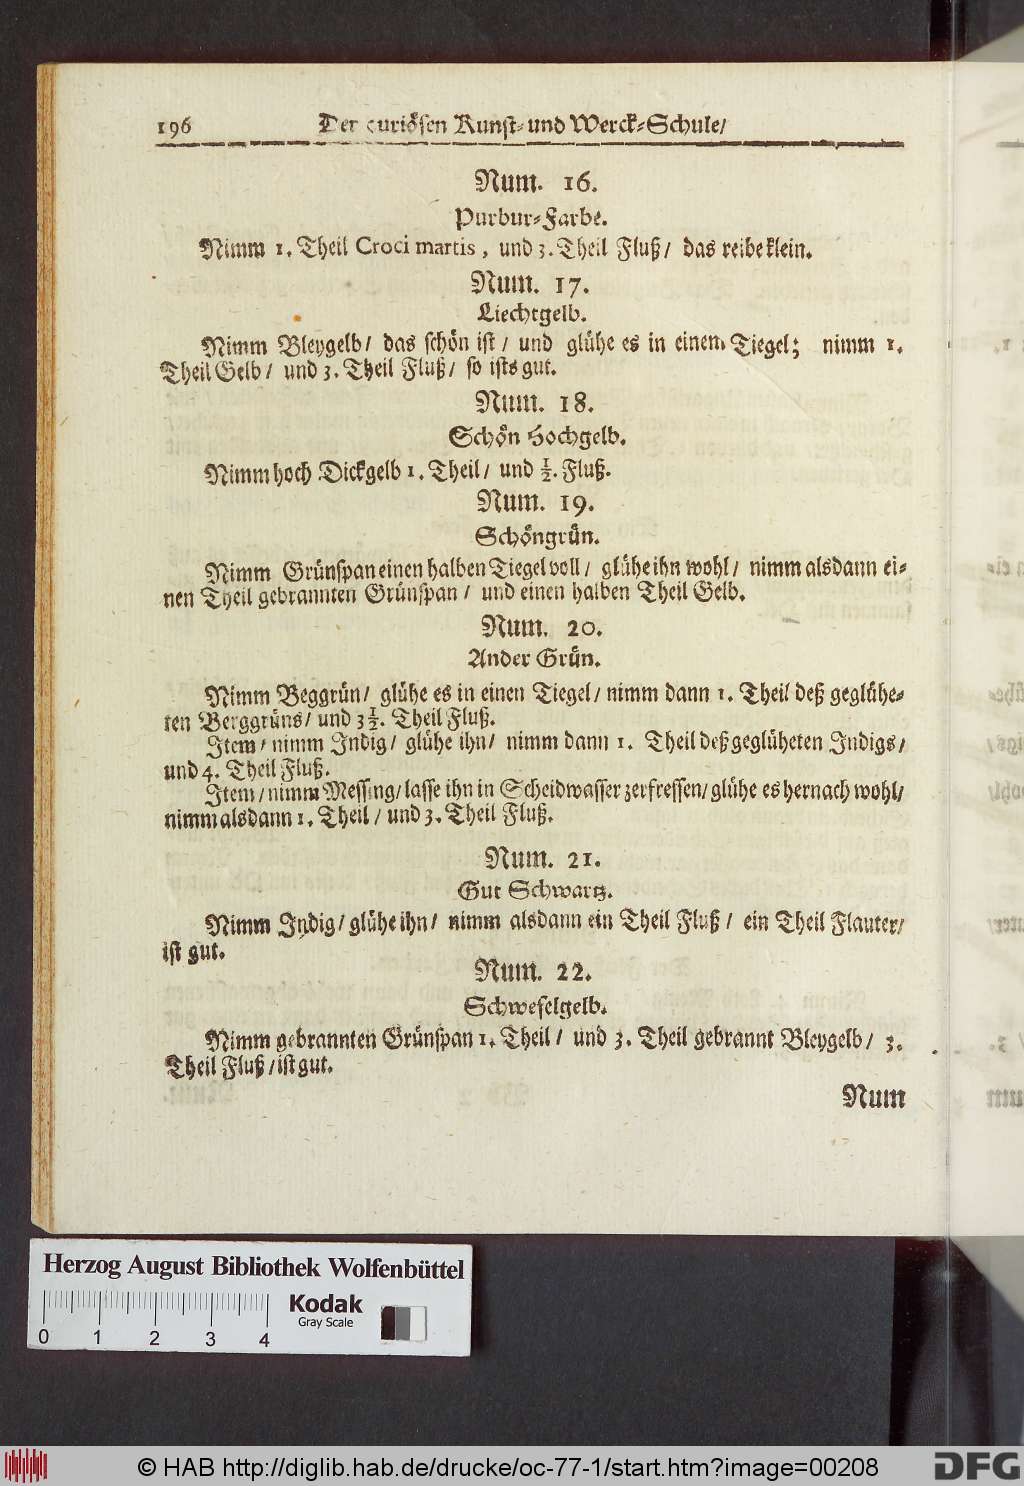 196 Der curiösen Kunst- und Werck-Schule/
Num. 16.
Purbur-Farbe.
Nimm 1. Theil Croci martis, und 3. Theil Fluß/ das reibe klein.
Num. 17.
Liechtgelb.
Nimm Bleygelb/ das schön ist/ und glühe es in einem Tiegel; nimm 1.
Theil Gelb/ und 3. Theil Fluß/ so ists gut.
Num. 18.
Schön Hochgelb.
Nimm hoch Dickgelb 1. Theil/ und ½. Fluß.
Num. 19.
Schöngrün.
Nimm Grünspan einen halben Tiegel voll/ glühe ihn wohl/ nimm alsdann ei-
nen Theil gebrannten Grünspan/ und einen halben Theil Gelb.
Num. 20.
Ander Grün.
Nimm Beggrün/ glühe es in einen Tiegel/ nimm dann 1. Theil deß geglühe-
ten Berggrüns/ und 3½. Theil Fluß.
Item/ nimm Indig/ glühe ihn/ nimm dann 1. Theil deß geglüheten Indigs/
und 4. Theil Fluß.
Item/ nimm Messing/ lasse ihn in Scheidwasser zerfressen/ glühe es hernach wohl/
nimm alsdann 1. Theil/ und 3. Theil Fluß.
Num. 21.
Gut Schwartz.
Nimm Indig/ glühe ihn/ nimm alsdann ein Theil Fluß/ ein Theil Flauter/
ist gut.
Num. 22.
Schwefelgelb.
Nimm gebrannten Grünspan 1. Theil/ und 3. Theil gebrannt Bleygelb/ 3.
Theil Fluß/ ist gut.
Num
Herzog August Bibliothek Wolfenbüttel
Kodak
Gray Scale
0 1 2 3 4
© HAB http://diglib.hab.de/drucke/oc-77-1/start.htm?image=00208
DFG